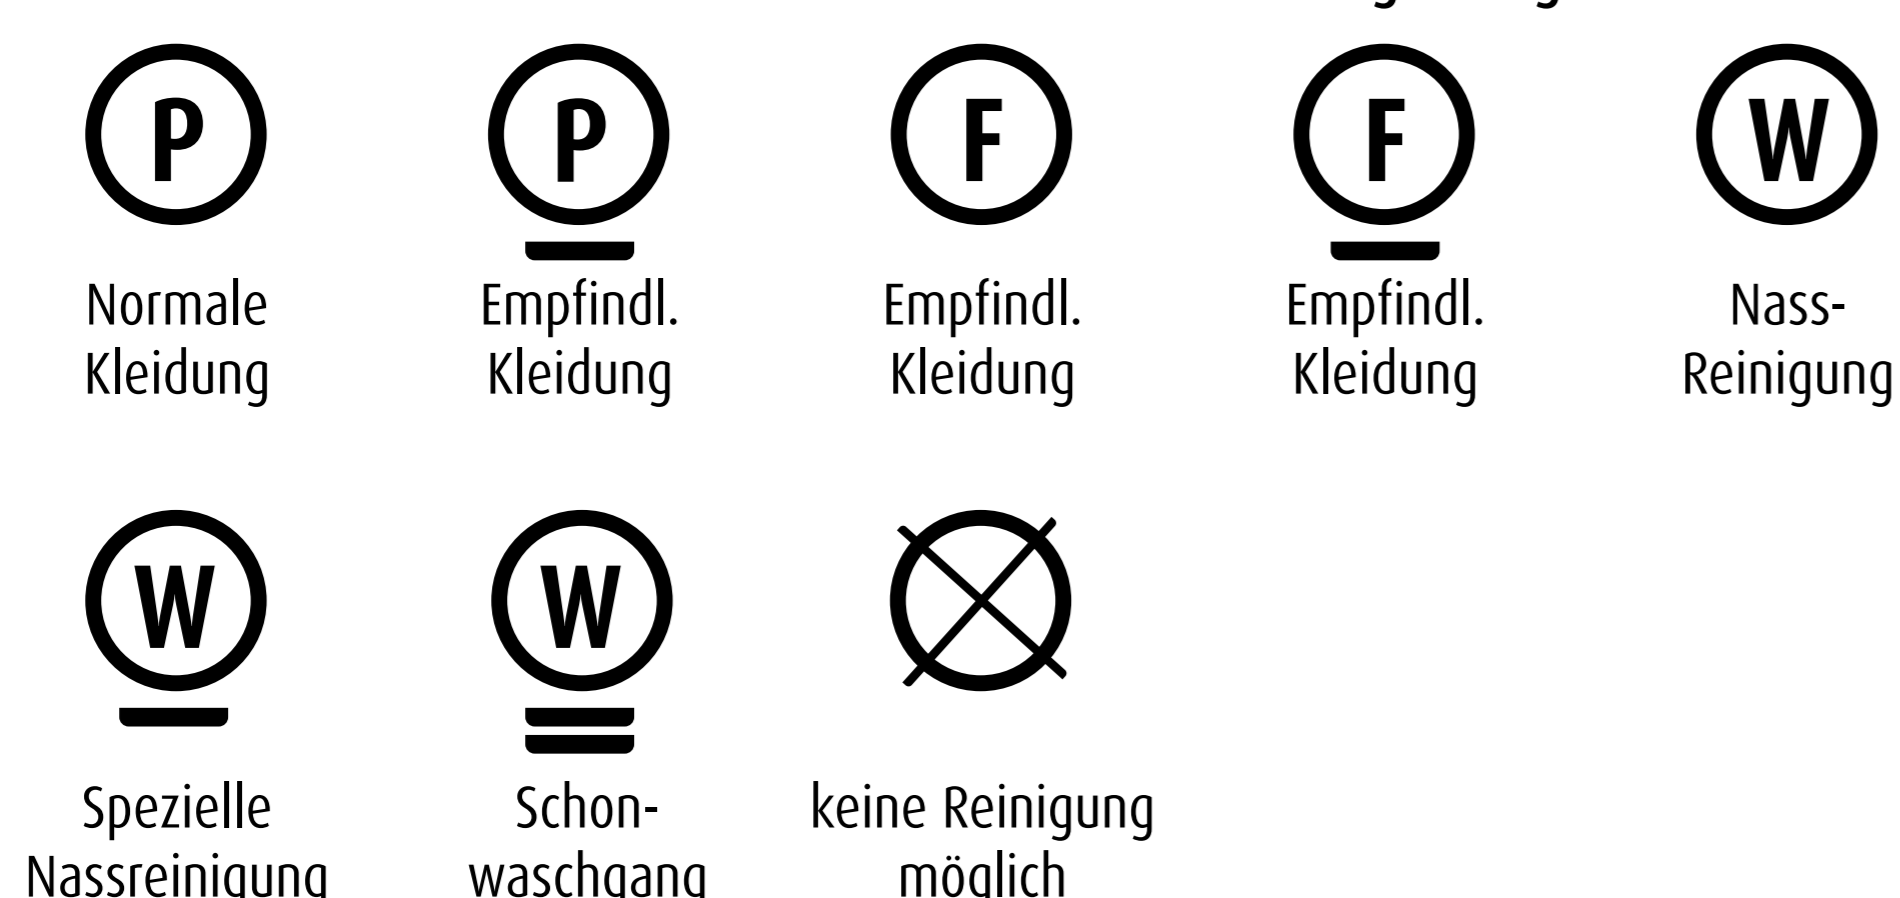 P P F F W
Normale Empfindl. Empfindl. Empfindl. Nass-
Kleidung Kleidung Kleidung Kleidung Reinigung
W W
Spezielle Schon- keine Reinigung
Nassreinigung waschgang möglich